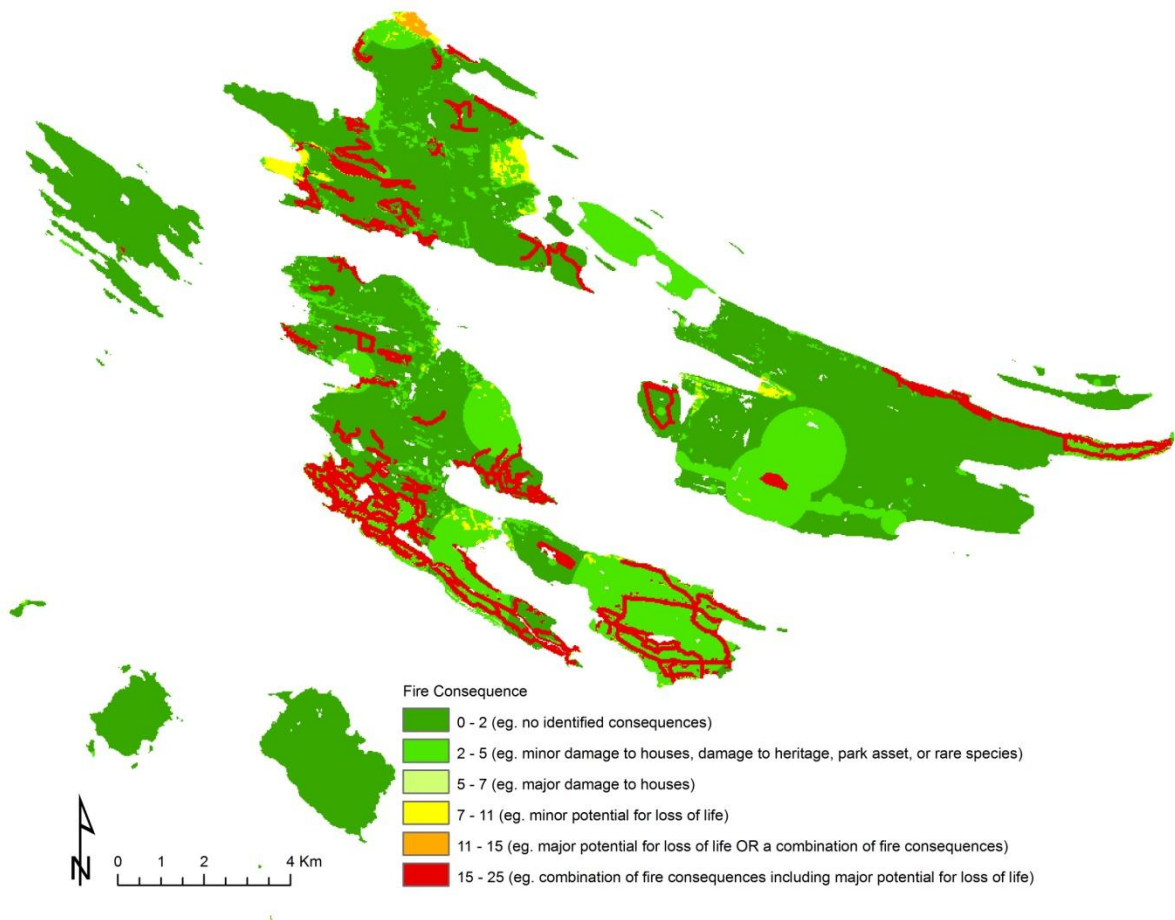 Fire Consequence
0 - 2 (eg. no identified consequences)
2 - 5 (eg. minor damage to houses, damage to heritage, park asset, or rare species)
5 - 7 (eg. major damage to houses)
7 - 11 (eg. minor potential for loss of life)
11 - 15 (eg. major potential for loss of life OR a combination of fire consequences)
15 - 25 (eg. combination of fire consequences including major potential for loss of life)
N
0 1 2 4 Km